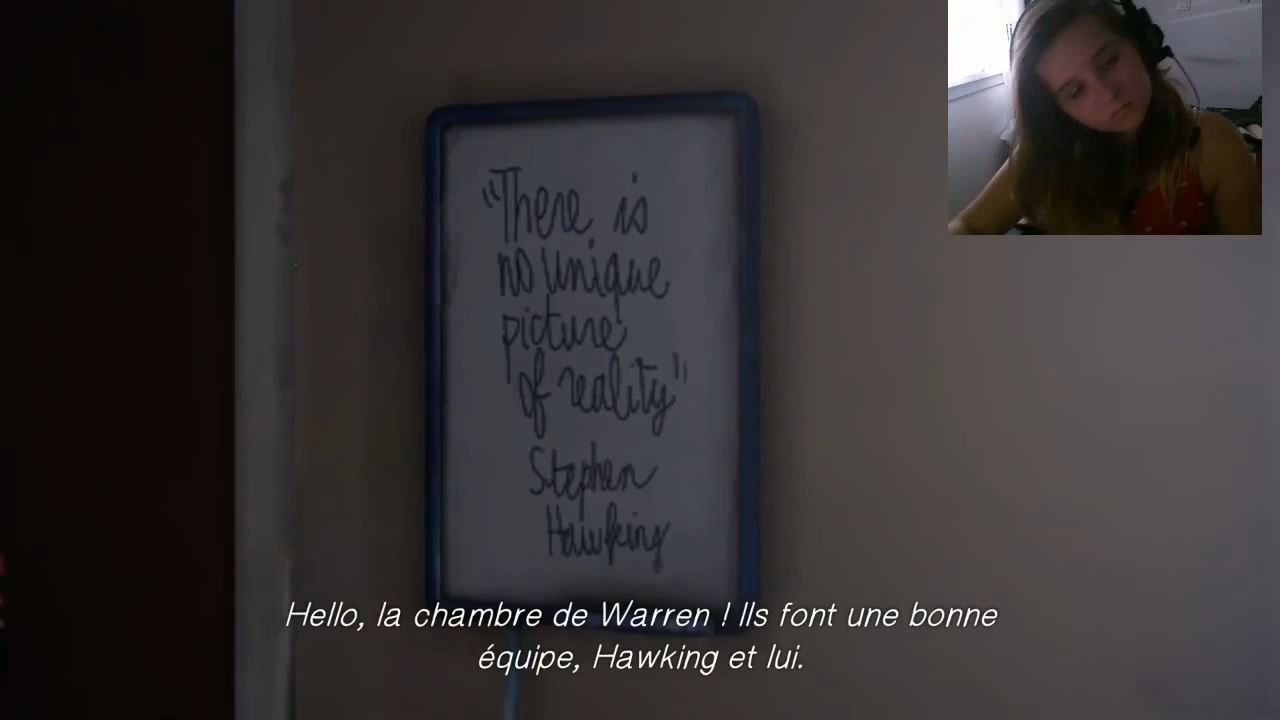 "There is
no unique
picture
of reality"
Stephen
Hawking
Hello, la chambre de Warren ! Ils font une bonne
équipe, Hawking et lui.